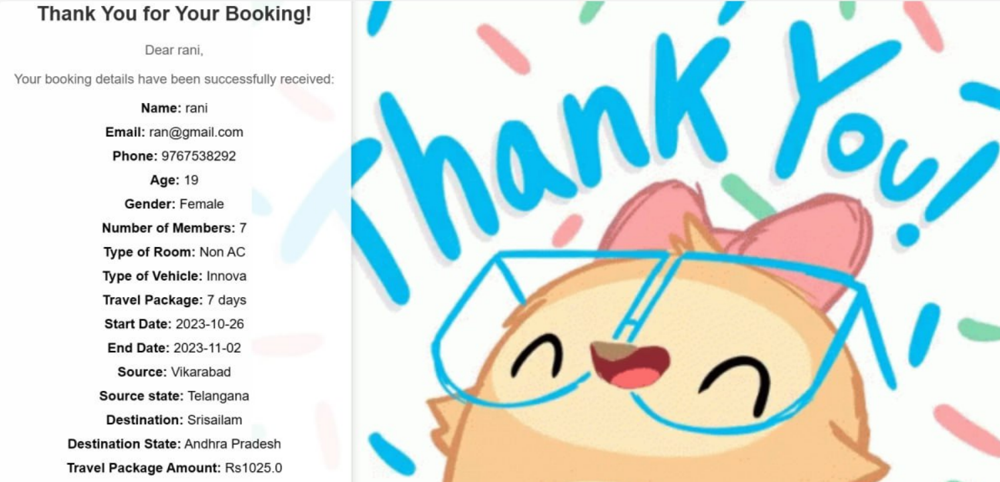 Thank You for Your Booking!
Dear rani,
Your booking details have been successfully received:
Name: rani
Email: ran@gmail.com
Phone: 9767538292
Age: 19
Gender: Female
Number of Members: 7
Type of Room: Non AC
Type of Vehicle: Innova
Travel Package: 7 days
Start Date: 2023-10-26
End Date: 2023-11-02
Source: Vikarabad
Source state: Telangana
Destination: Srisailam
Destination State: Andhra Pradesh
Travel Package Amount: Rs1025.0
Thank You!